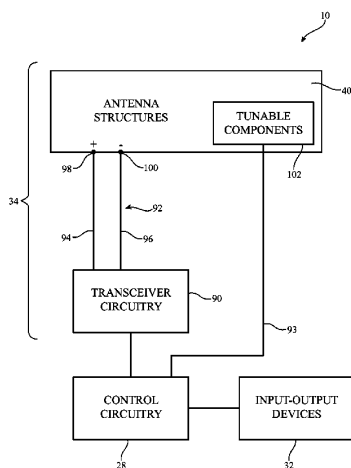 10
34
40
ANTENNA
STRUCTURES
TUNABLE
COMPONENTS
102
+
-
98
100
92
94
96
93
TRANSCEIVER
CIRCUITRY
90
CONTROL
CIRCUITRY
28
INPUT-OUTPUT
DEVICES
32